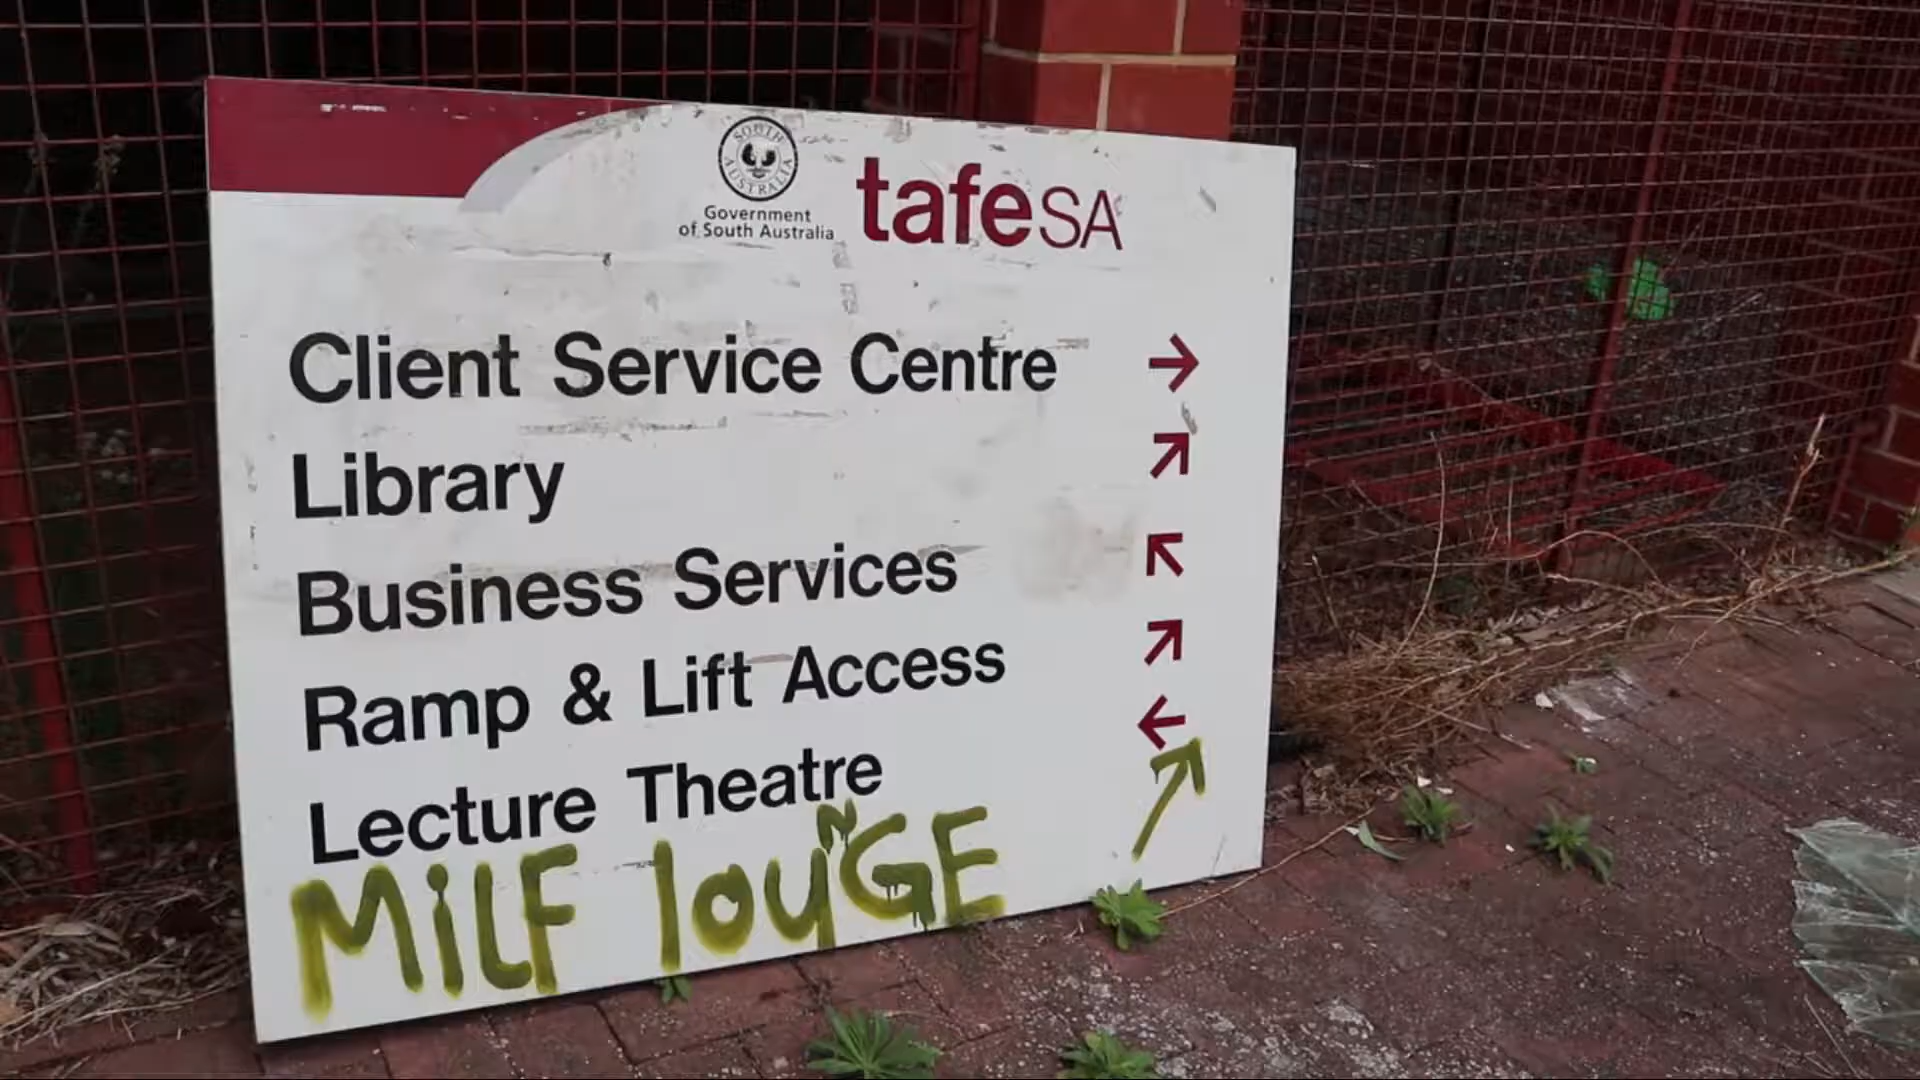 SOUTH AUSTRALIA
Government
of South Australia
tafeSA
Client Service Centre →
Library ↗
Business Services ↖
Ramp & Lift Access ↗
Lecture Theatre ←
MiLF louNGE ↗